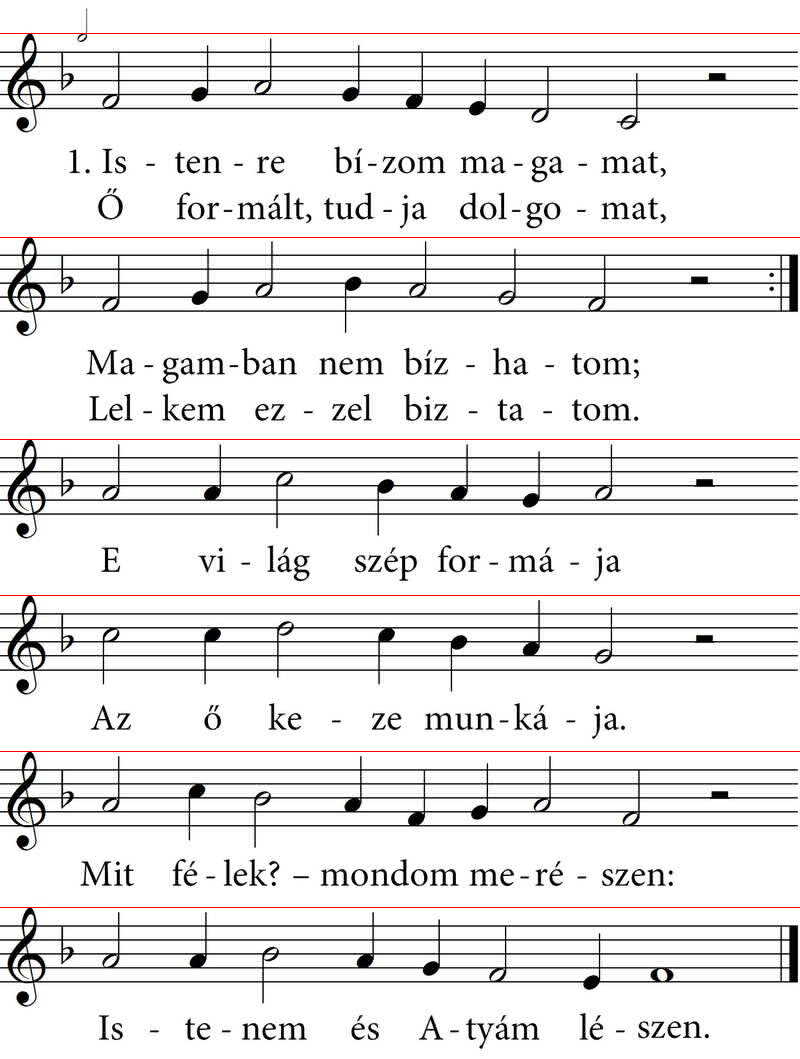 1. Is - ten - re bí - zom ma - ga - mat,
Ő for - mált, tud - ja dol - go - mat,
Ma - gam - ban nem bíz - ha - tom;
Lel - kem ez - zel biz - ta - tom.
E vi - lág szép for - má - ja
Az ő ke - ze mun - ká - ja.
Mit fé - lek? – mondom me - ré - szen:
Is - te - nem és A - tyám lé - szen.